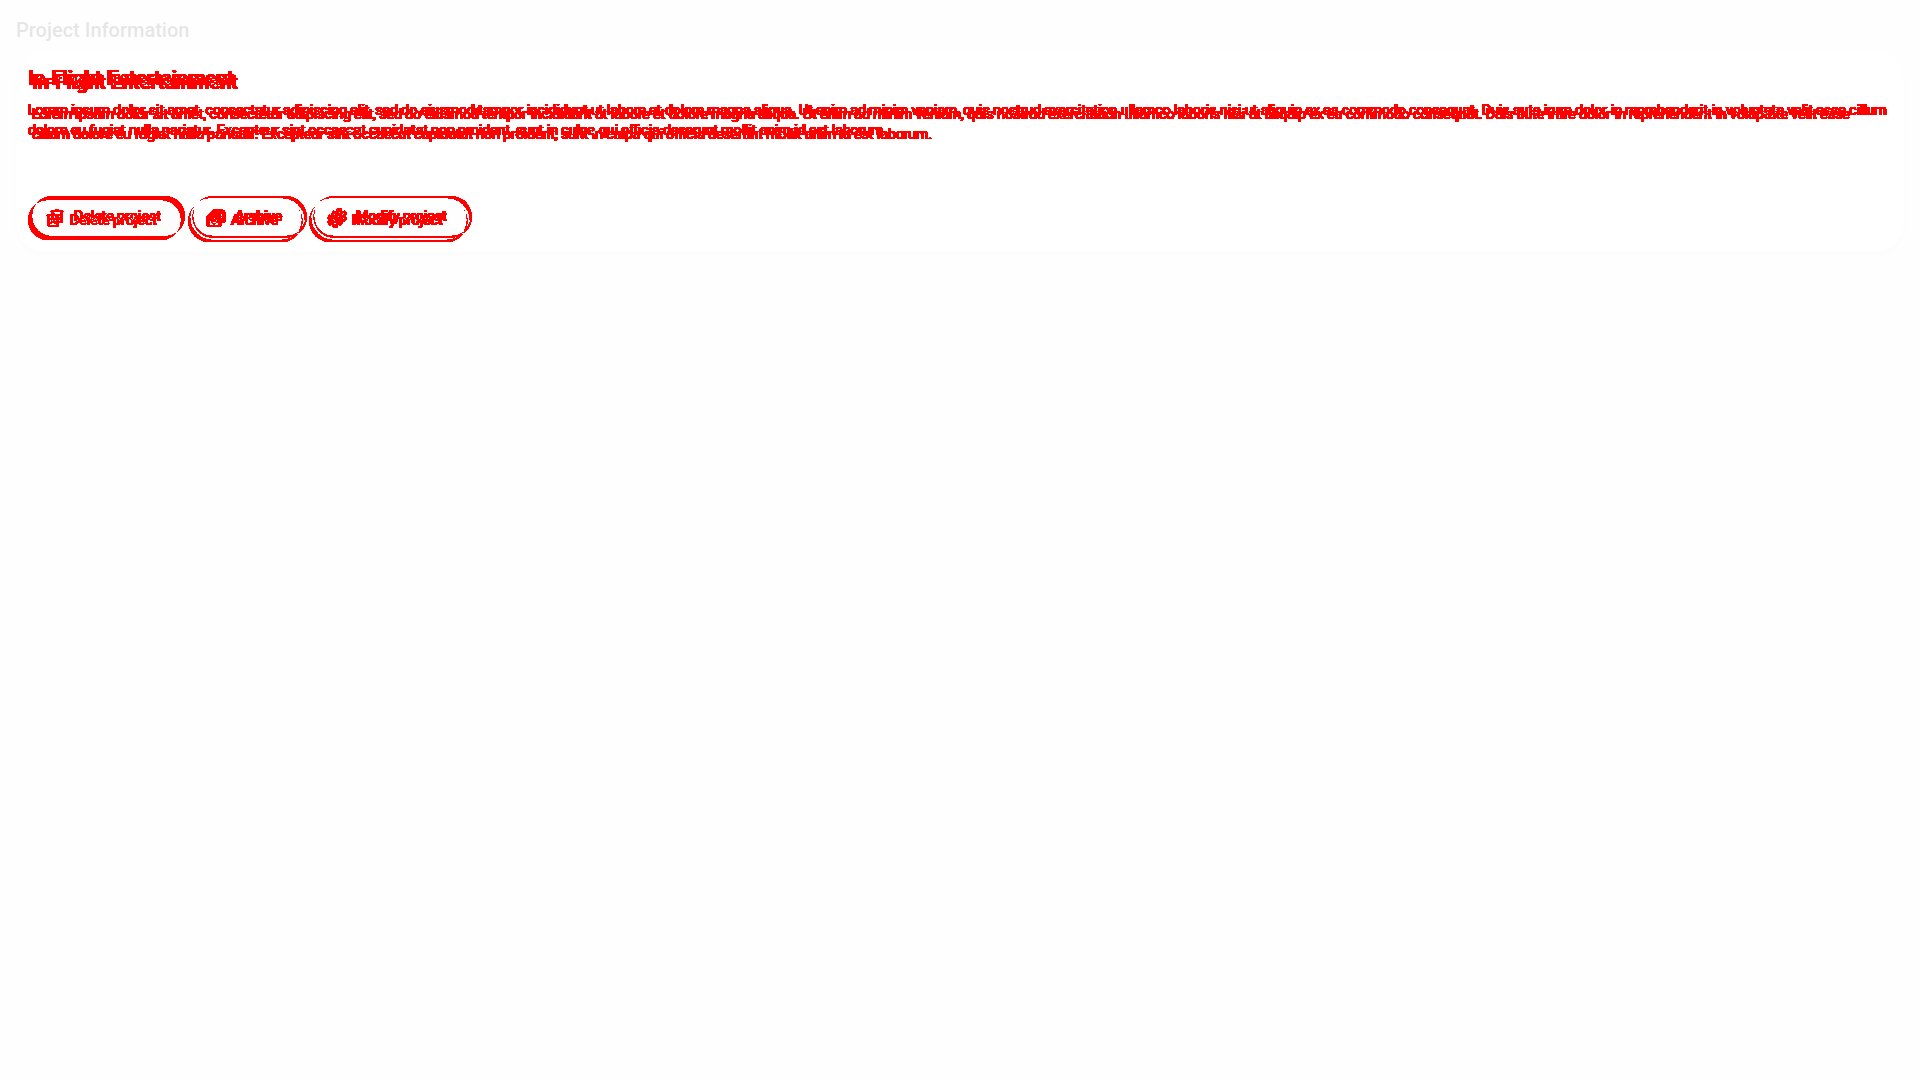 Project Information
In-Flight Entertainment
Lorem ipsum dolor sit amet, consectetur adipiscing elit, sed do eiusmod tempor incididunt ut labore et dolore magna aliqua. Ut enim ad minim veniam, quis nostrud exercitation ullamco laboris nisi ut aliquip ex ea commodo consequat. Duis aute irure dolor in reprehenderit in voluptate velit esse cillum
dolore eu fugiat nulla pariatur. Excepteur sint occaecat cupidatat non proident, sunt in culpa qui officia deserunt mollit anim id est laborum.
Delete project Archive Modify project